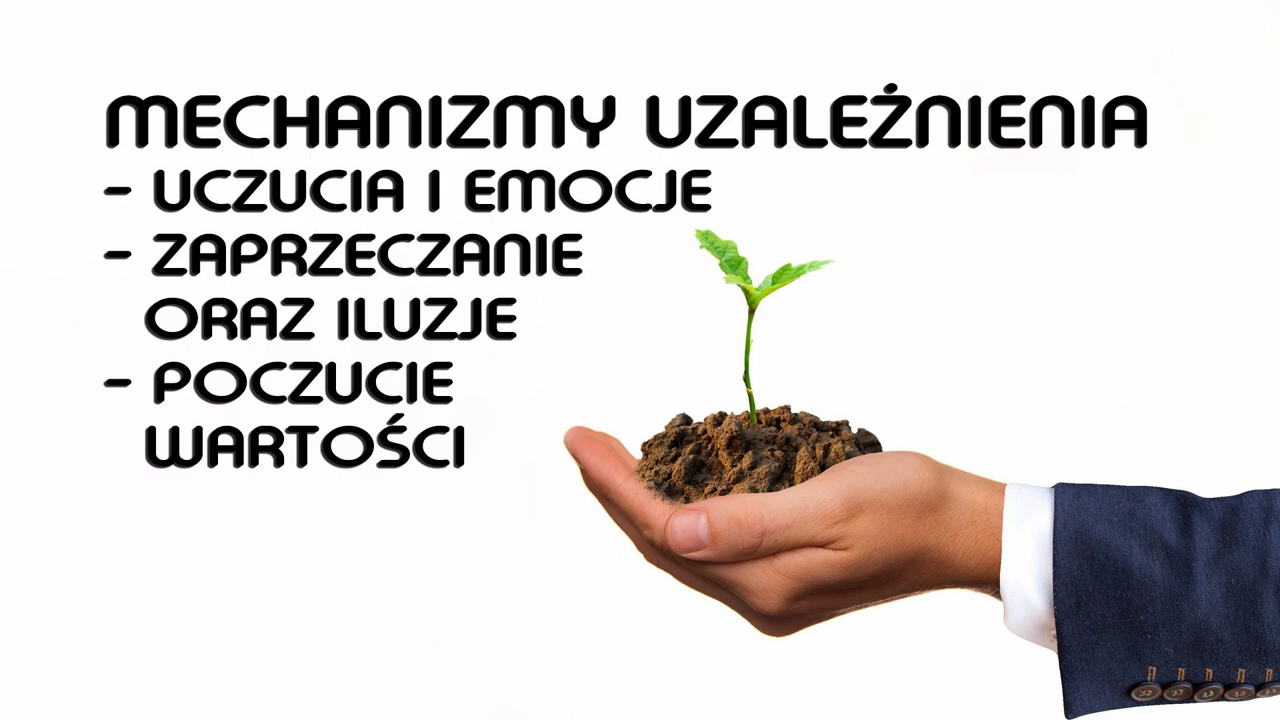 MECHANIZMY UZALEŻNIENIA
- UCZUCIA I EMOCJE
- ZAPRZECZANIE
ORAZ ILUZJE
- POCZUCIE
WARTOŚCI